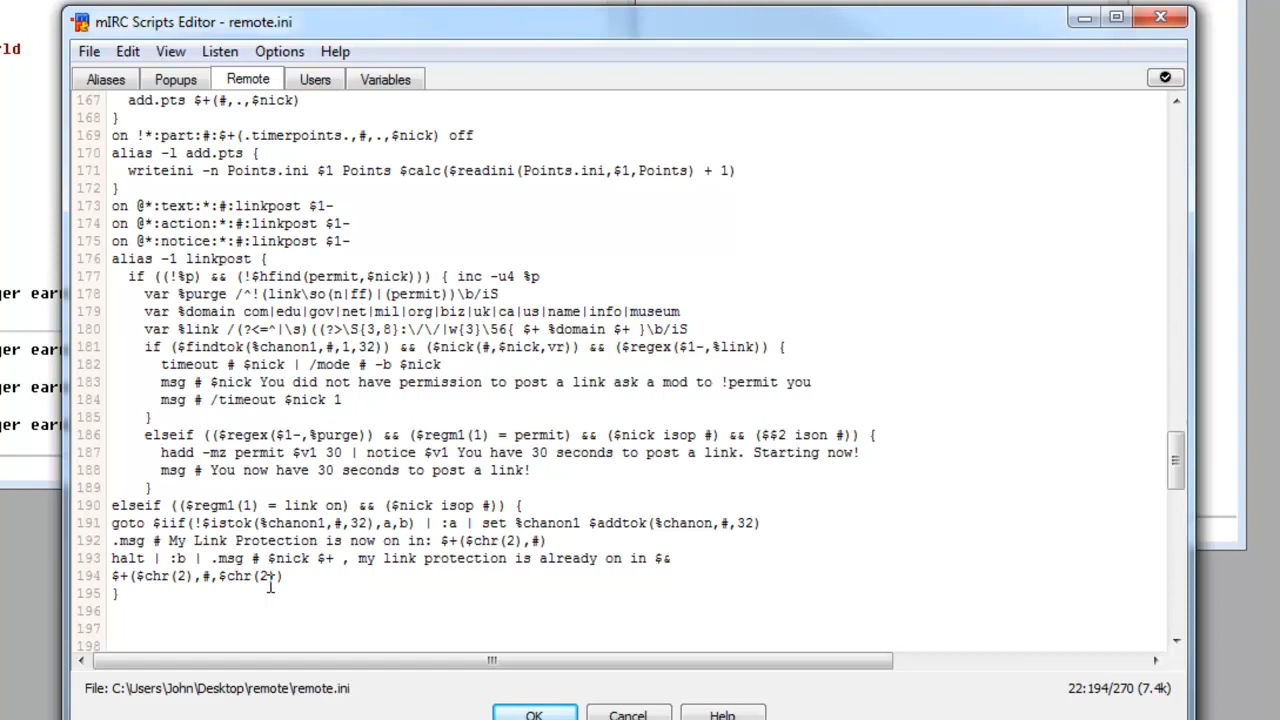 mIRC Scripts Editor - remote.ini
File Edit View Listen Options Help
Aliases Popups Remote Users Variables
rld
ger earn
ger earn
ger earn
ger earn
167 add.pts $+(#,.,$nick)
168 }
169 on !*:part:#:$+(.timerpoints.,#,.,$nick) off
170 alias -l add.pts {
171 writeini -n Points.ini $1 Points $calc($readini(Points.ini,$1,Points) + 1)
172 }
173 on @*:text:*:#:linkpost $1-
174 on @*:action:*:#:linkpost $1-
175 on @*:notice:*:#:linkpost $1-
176 alias -1 linkpost {
177 if ((!%p) && (!$hfind(permit,$nick))) { inc -u4 %p
178 var %purge /^!(link\so(n|ff)|(permit))\b/iS
179 var %domain com|edu|gov|net|mil|org|biz|uk|ca|us|name|info|museum
180 var %link /(?<=^|\s)((?>\S{3,8}:\/\/|w{3}\56{ $+ %domain $+ }\b/iS
181 if ($findtok(%chanon1,#,1,32)) && ($nick(#,$nick,vr)) && ($regex($1-,%link)) {
182 timeout # $nick | /mode # -b $nick
183 msg # $nick You did not have permission to post a link ask a mod to !permit you
184 msg # /timeout $nick 1
185 }
186 elseif (($regex($1-,%purge)) && ($regm1(1) = permit) && ($nick isop #) && ($$2 ison #)) {
187 hadd -mz permit $v1 30 | notice $v1 You have 30 seconds to post a link. Starting now!
188 msg # You now have 30 seconds to post a link!
189 }
190 elseif (($regm1(1) = link on) && ($nick isop #)) {
191 goto $iif(!$istok(%chanon1,#,32),a,b) | :a | set %chanon1 $addtok(%chanon,#,32)
192 .msg # My Link Protection is now on in: $+($chr(2),#)
193 halt | :b | .msg # $nick $+ , my link protection is already on in $&
194 $+($chr(2),#,$chr(2))
195 }
196
197
198
File: C:\Users\John\Desktop\remote\remote.ini 22:194/270 (7.4k)
OK Cancel Help